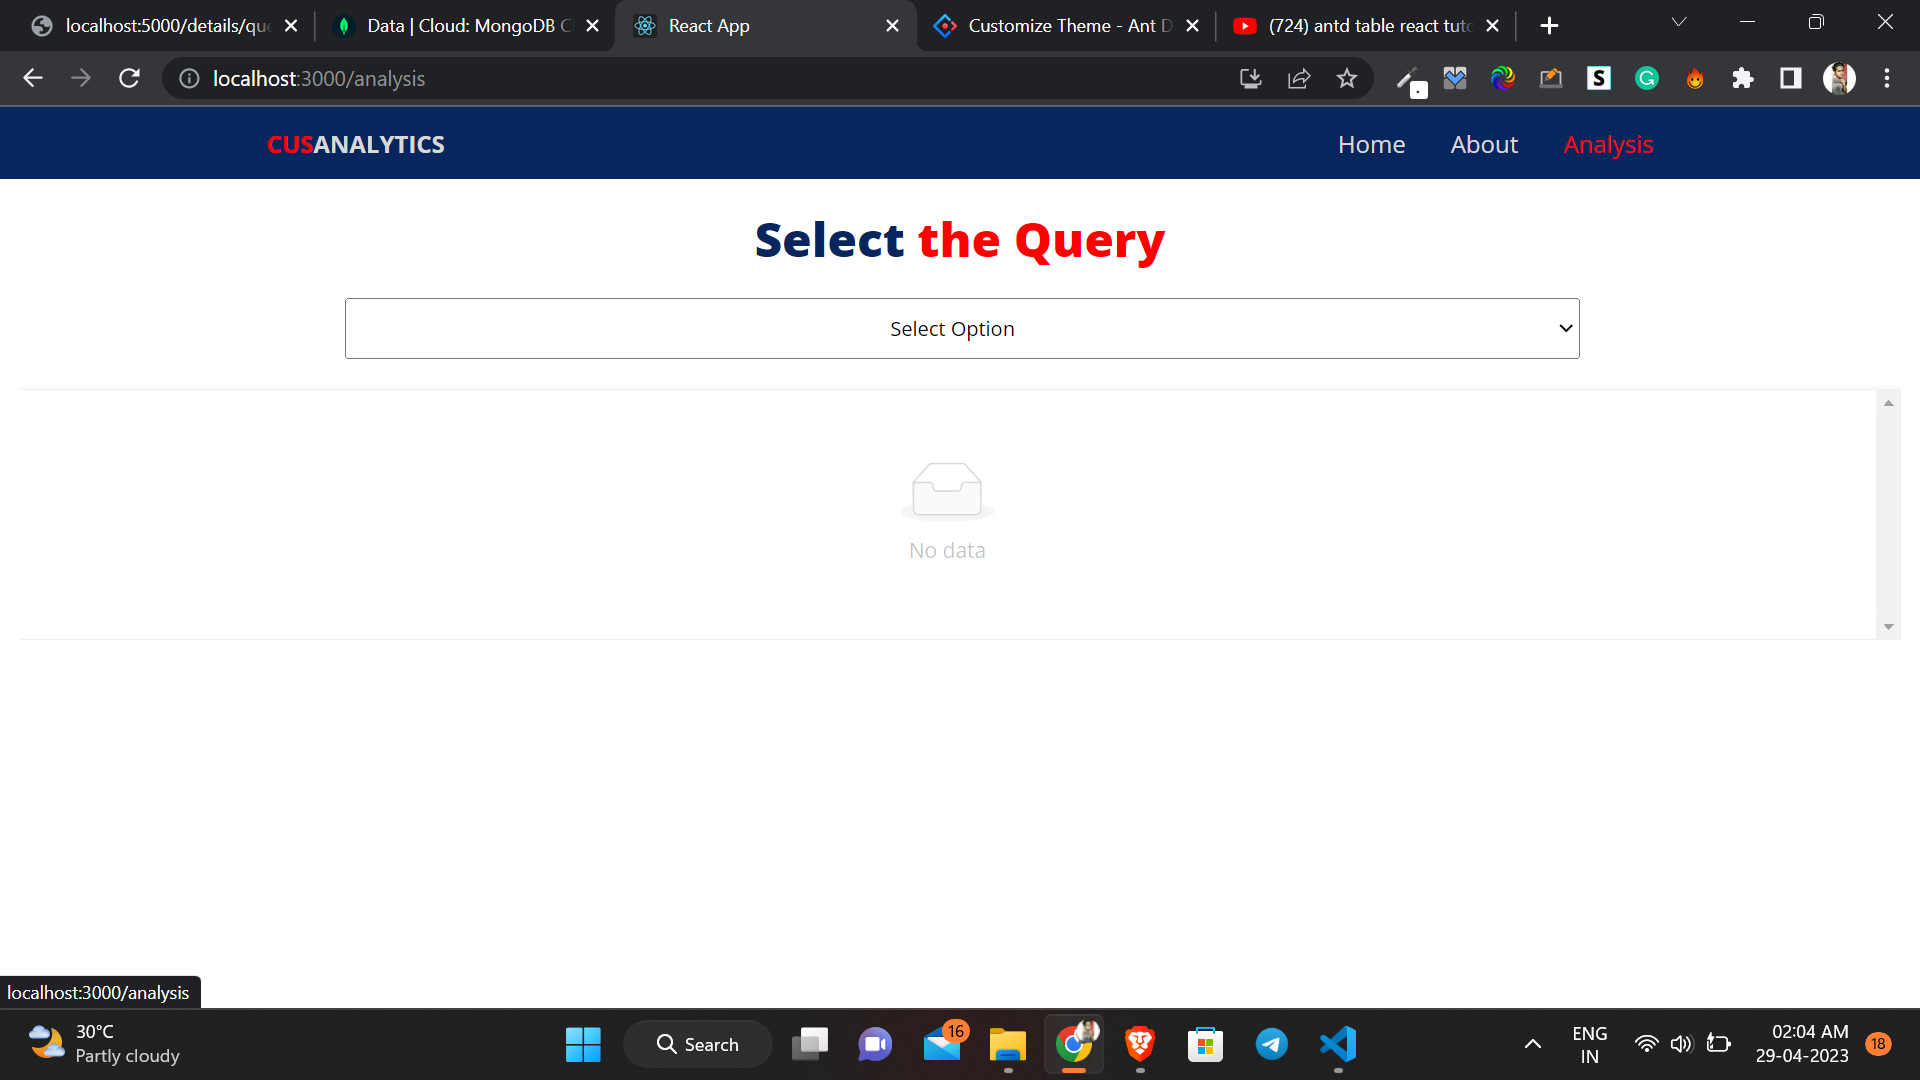 localhost:5000/details/que
Data | Cloud: MongoDB C
React App
Customize Theme - Ant D
(724) antd table react tuto
localhost:3000/analysis
CUSANALYTICS
Home
About
Analysis
Select the Query
Select Option
No data
localhost:3000/analysis
30°C
Partly cloudy
Search
16
ENG
IN
02:04 AM
29-04-2023
18